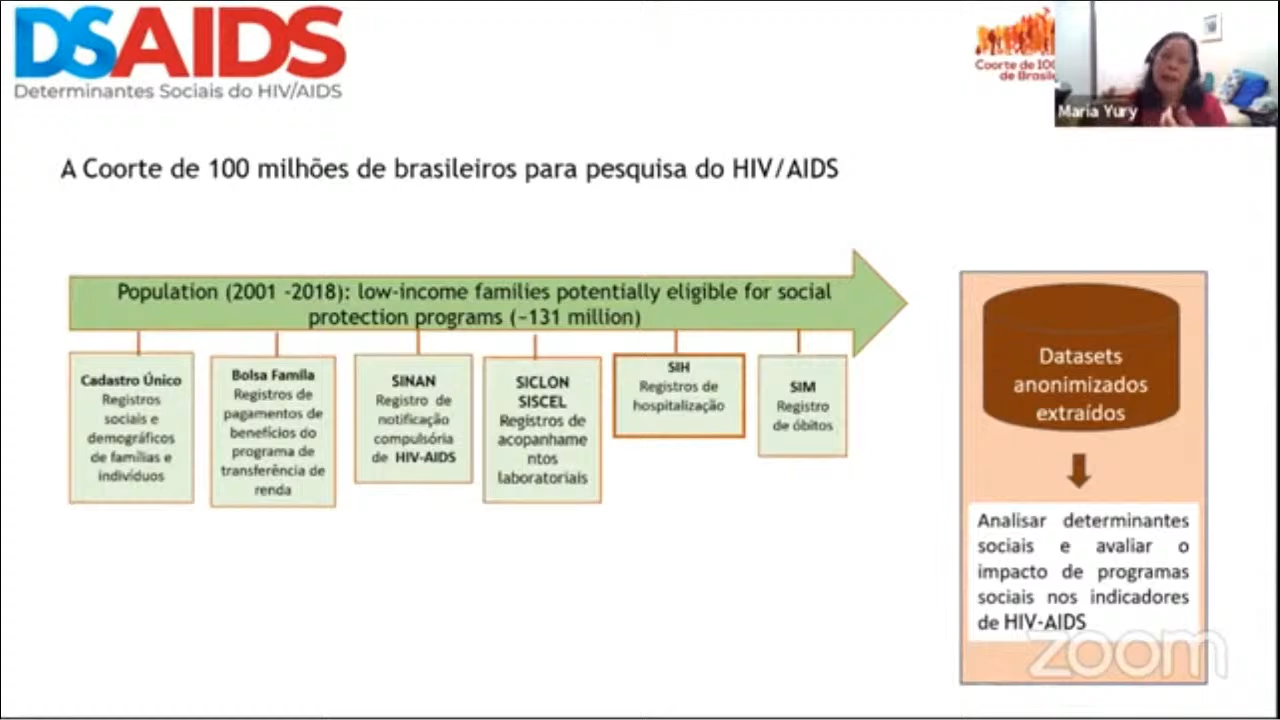 DSAIDS
Determinantes Sociais do HIV/AIDS
Coorte de 100
de Brasile
Maria Yury
A Coorte de 100 milhões de brasileiros para pesquisa do HIV/AIDS
Population (2001 -2018): low-income families potentially eligible for social
protection programs (~131 million)
Cadastro Único
Registros
sociais e
demográficos
de famílias e
indivíduos
Bolsa Famíla
Registros de
pagamentos de
benefícios do
programa de
transferência de
renda
SINAN
Registro de
notificação
compulsória
de HIV-AIDS
SICLON
SISCEL
Registros de
acopanhame
ntos
laboratoriais
SIH
Registros de
hospitalização
SIM
Registro
de óbitos
Datasets
anonimizados
extraídos
Analisar determinantes
sociais e avaliar o
impacto de programas
sociais nos indicadores
de HIV-AIDS
zoom